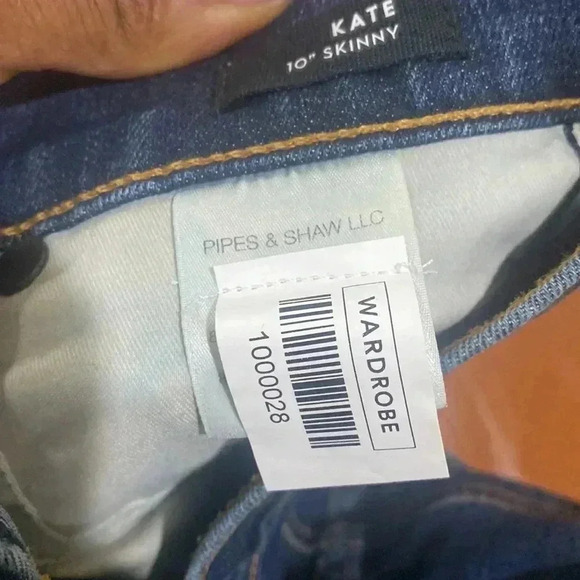 KATE
10" SKINNY
PIPES & SHAW LLC
WARDROBE
1000028